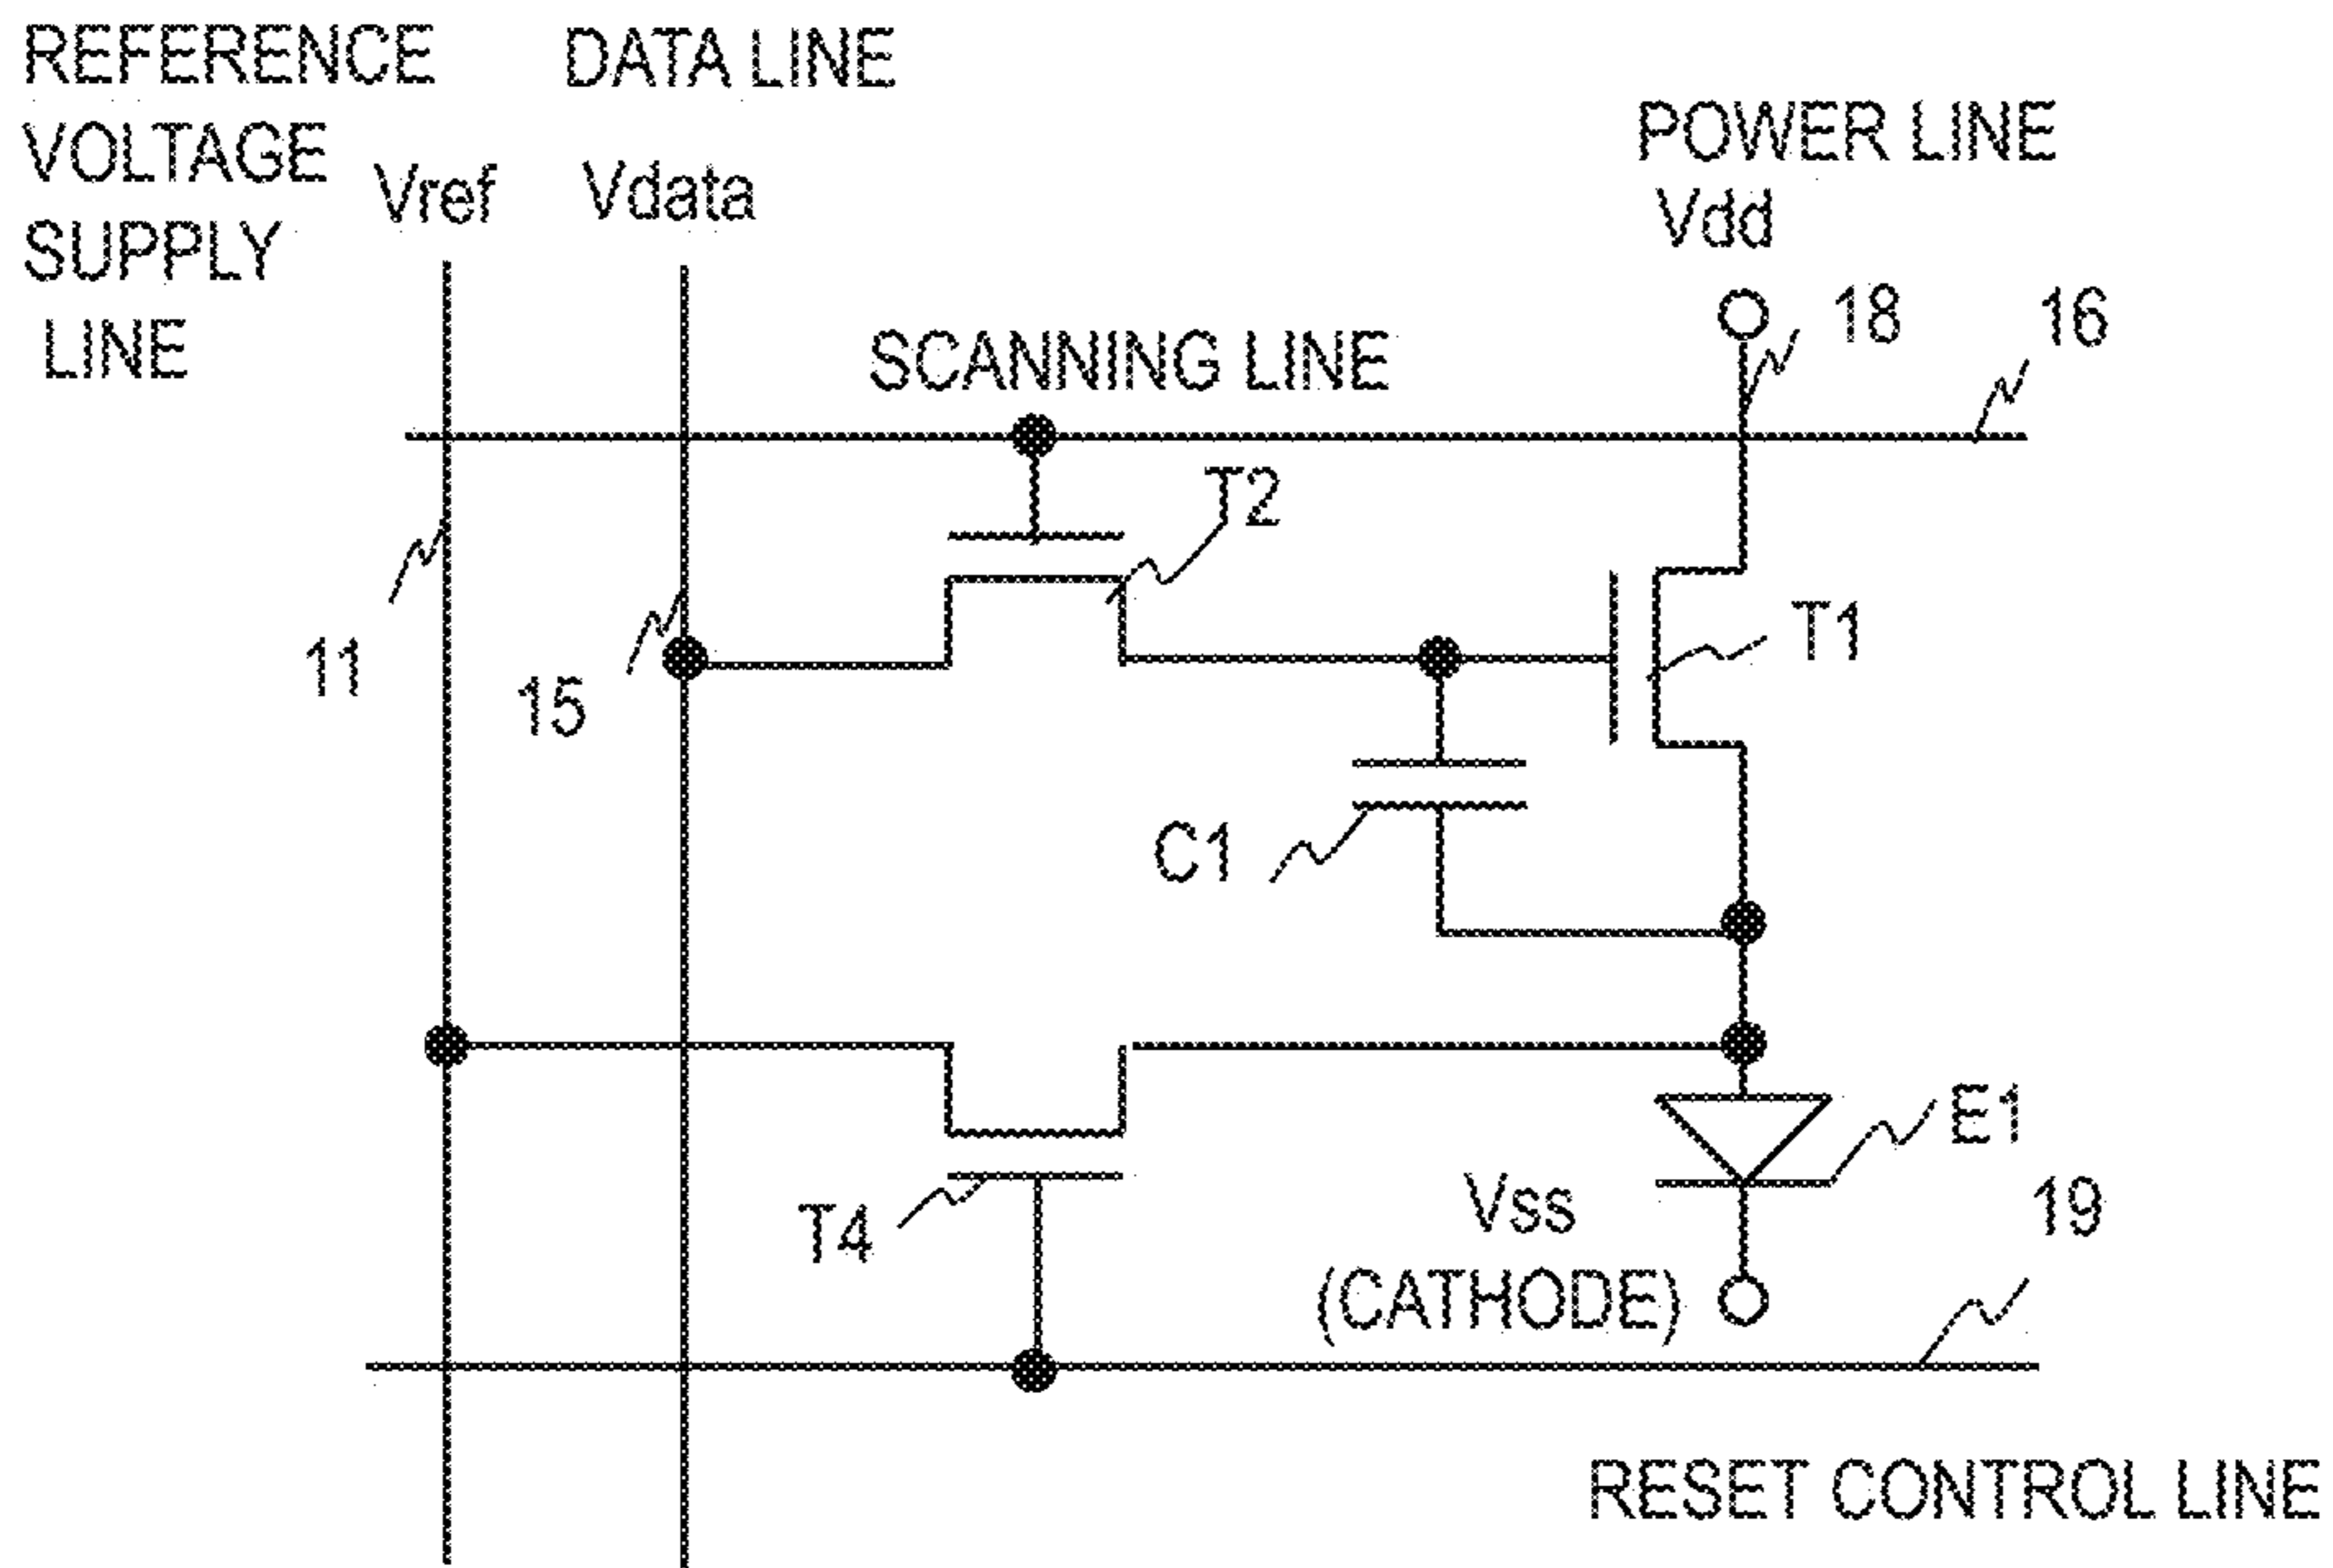 REFERENCE
VOLTAGE
SUPPLY
LINE
Vref
DATA LINE
Vdata
POWER LINE
Vdd
18
16
SCANNING LINE
T2
11
15
T1
C1
E1
T4
Vss
(CATHODE)
19
RESET CONTROL LINE